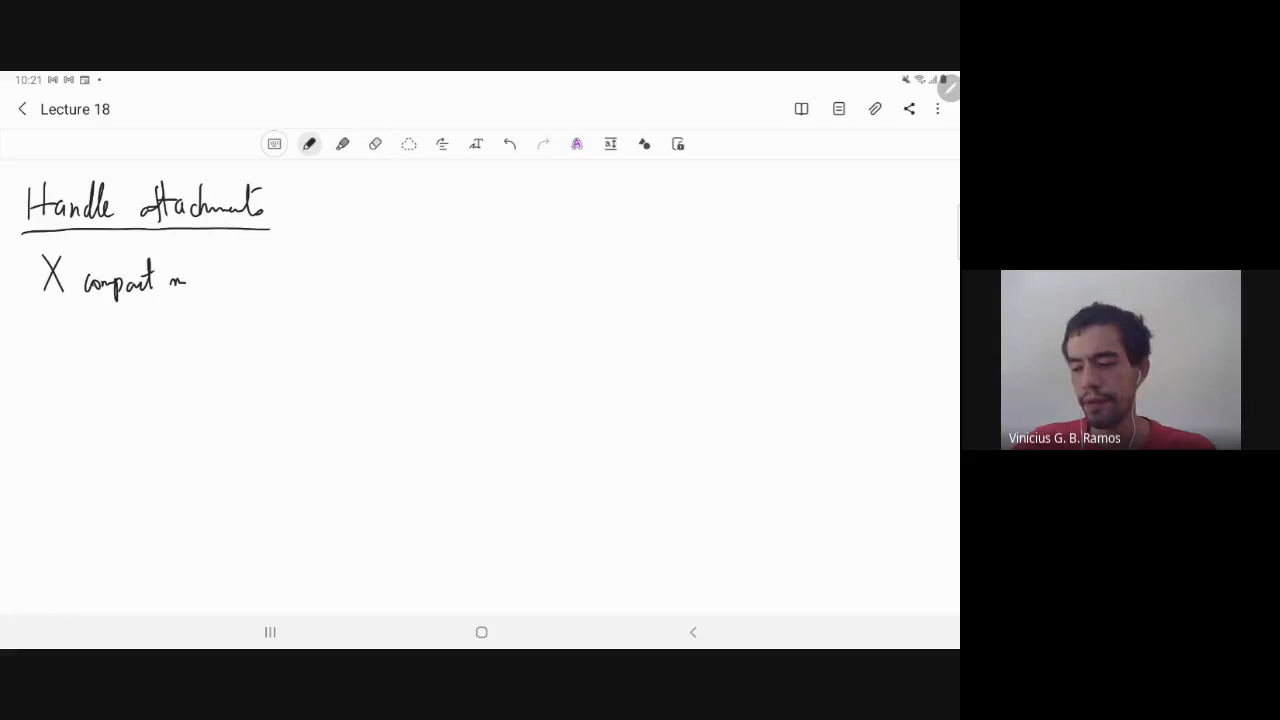 10:21
Lecture 18
Handle attachments
X compact m
Vinicius G. B. Ramos